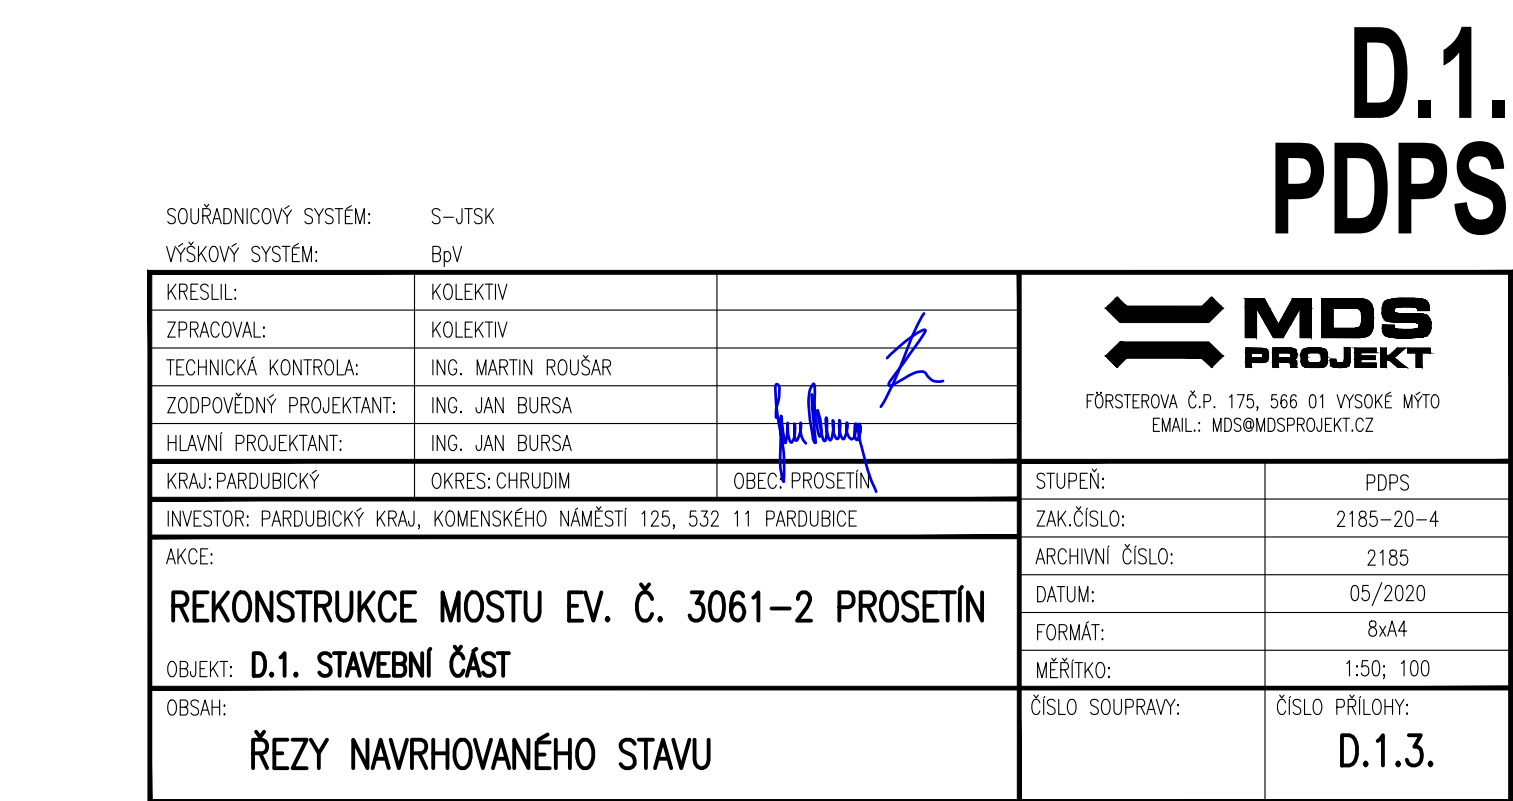 D.1.
PDPS
SOUŘADNICOVÝ SYSTÉM: S-JTSK
VÝŠKOVÝ SYSTÉM: BpV
KRESLIL: KOLEKTIV
ZPRACOVAL: KOLEKTIV
TECHNICKÁ KONTROLA: ING. MARTIN ROUŠAR
ZODPOVĚDNÝ PROJEKTANT: ING. JAN BURSA
HLAVNÍ PROJEKTANT: ING. JAN BURSA
MDS
PROJEKT
FÖRSTEROVA Č.P. 175, 566 01 VYSOKÉ MÝTO
EMAIL.: MDS@MDSPROJEKT.CZ
KRAJ: PARDUBICKÝ OKRES: CHRUDIM OBEC: PROSETÍN
INVESTOR: PARDUBICKÝ KRAJ, KOMENSKÉHO NÁMĚSTÍ 125, 532 11 PARDUBICE
AKCE:
REKONSTRUKCE MOSTU EV. Č. 3061-2 PROSETÍN
OBJEKT: D.1. STAVEBNÍ ČÁST
STUPEŇ: PDPS
ZAK.ČÍSLO: 2185-20-4
ARCHIVNÍ ČÍSLO: 2185
DATUM: 05/2020
FORMÁT: 8xA4
MĚŘÍTKO: 1:50; 100
OBSAH:
ŘEZY NAVRHOVANÉHO STAVU
ČÍSLO SOUPRAVY:
ČÍSLO PŘÍLOHY:
D.1.3.